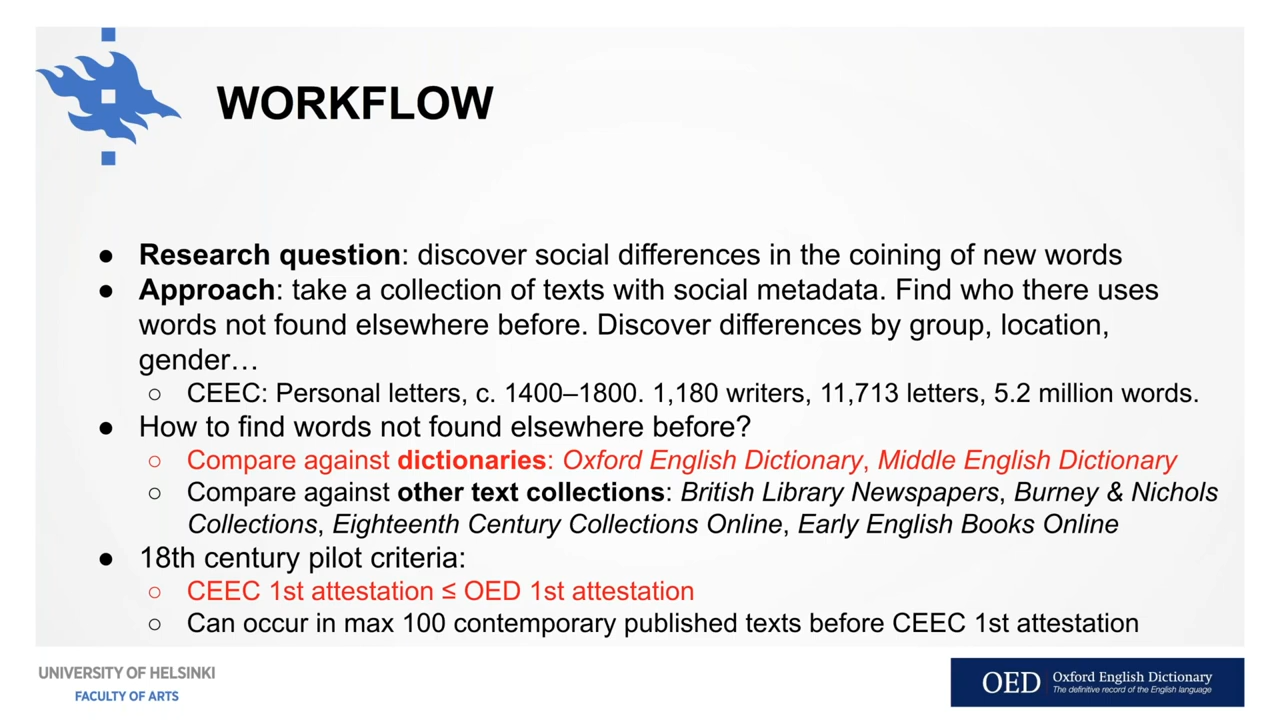 WORKFLOW
● Research question: discover social differences in the coining of new words
● Approach: take a collection of texts with social metadata. Find who there uses
words not found elsewhere before. Discover differences by group, location,
gender…
○ CEEC: Personal letters, c. 1400–1800. 1,180 writers, 11,713 letters, 5.2 million words.
● How to find words not found elsewhere before?
○ Compare against dictionaries: Oxford English Dictionary, Middle English Dictionary
○ Compare against other text collections: British Library Newspapers, Burney & Nichols
Collections, Eighteenth Century Collections Online, Early English Books Online
● 18th century pilot criteria:
○ CEEC 1st attestation ≤ OED 1st attestation
○ Can occur in max 100 contemporary published texts before CEEC 1st attestation
UNIVERSITY OF HELSINKI
FACULTY OF ARTS
OED Oxford English Dictionary
The definitive record of the English language